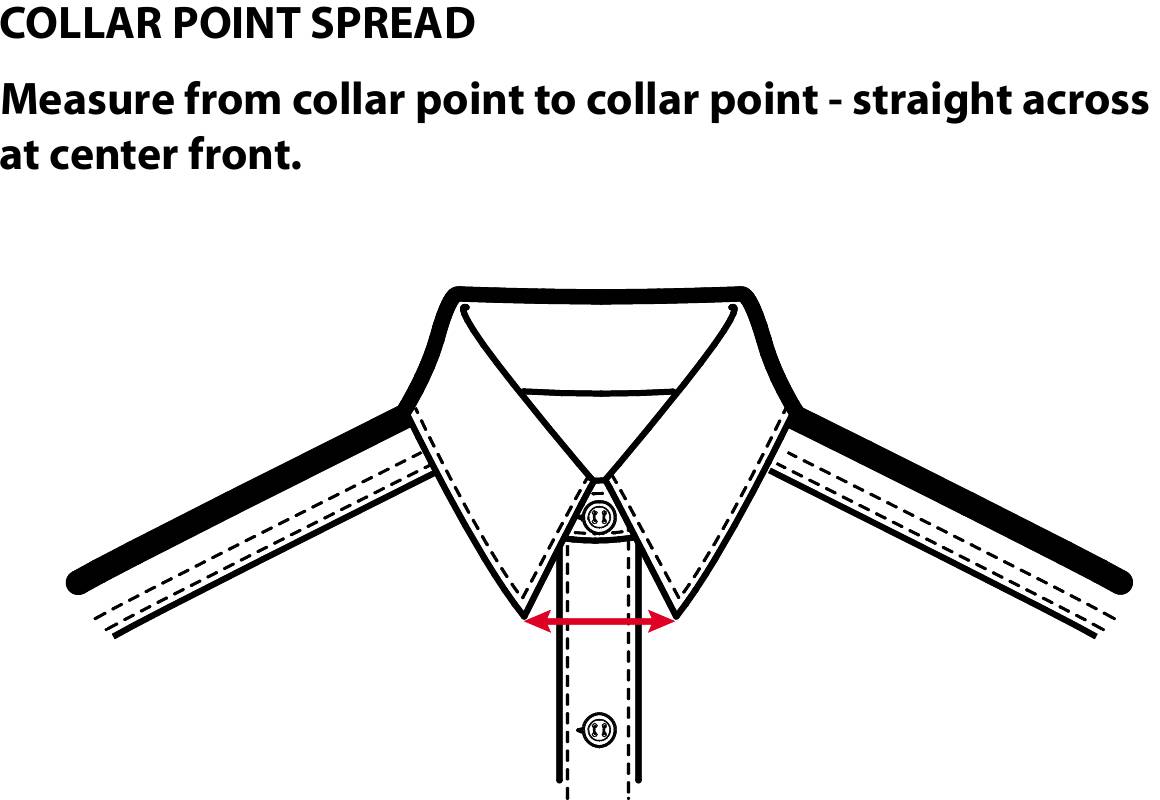 COLLAR POINT SPREAD
Measure from collar point to collar point - straight across
at center front.